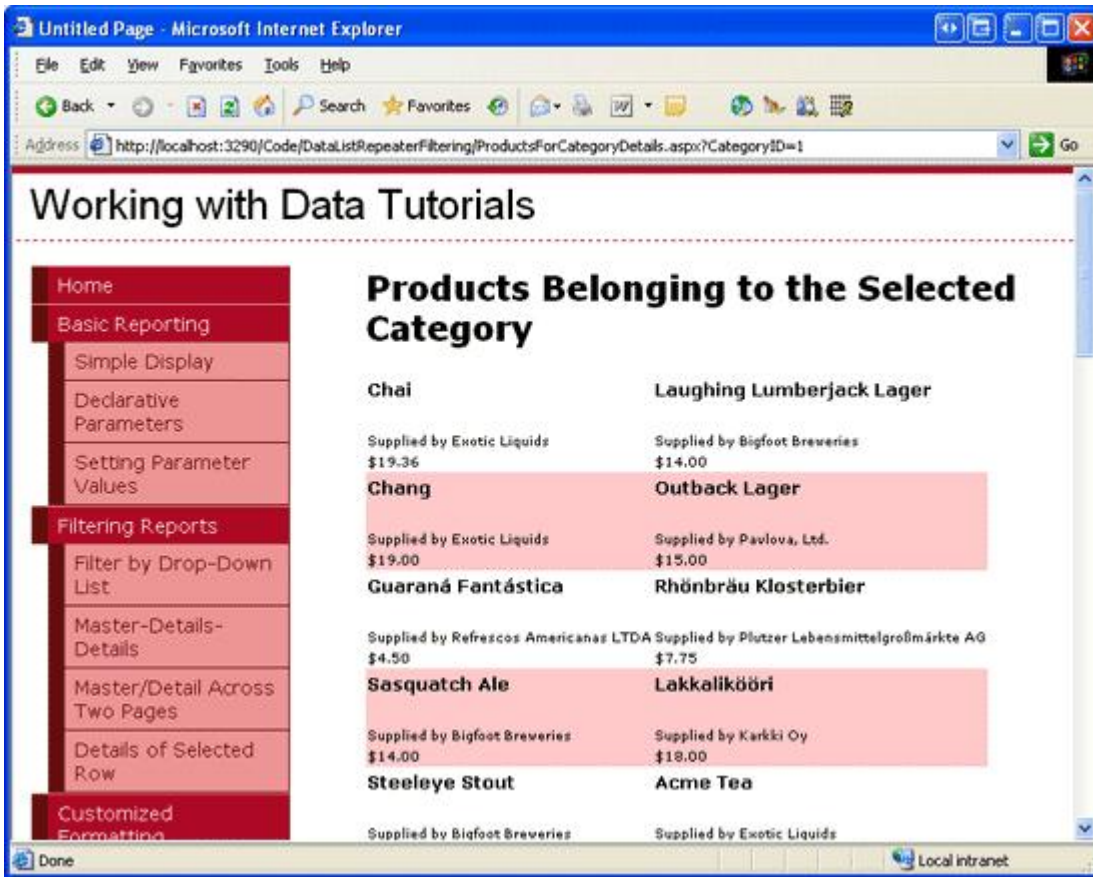 Untitled Page - Microsoft Internet Explorer
File Edit View Favorites Tools Help
Back Search Favorites
Address http://localhost:3290/Code/DataListRepeaterFiltering/ProductsForCategoryDetails.aspx?CategoryID=1 Go
Working with Data Tutorials
Home
Basic Reporting
Simple Display
Declarative
Parameters
Setting Parameter
Values
Filtering Reports
Filter by Drop-Down
List
Master-Details-
Details
Master/Detail Across
Two Pages
Details of Selected
Row
Customized
Formatting
Products Belonging to the Selected
Category
Chai
Supplied by Exotic Liquids
$19.36
Laughing Lumberjack Lager
Supplied by Bigfoot Breweries
$14.00
Chang
Supplied by Exotic Liquids
$19.00
Outback Lager
Supplied by Pavlova, Ltd.
$15.00
Guaraná Fantástica
Supplied by Refrescos Americanas LTDA
$4.50
Rhönbräu Klosterbier
Supplied by Plutzer Lebensmittelgroßmärkte AG
$7.75
Sasquatch Ale
Supplied by Bigfoot Breweries
$14.00
Lakkalikööri
Supplied by Karkki Oy
$18.00
Steeleye Stout
Supplied by Bigfoot Breweries
Acme Tea
Supplied by Exotic Liquids
Done
Local intranet